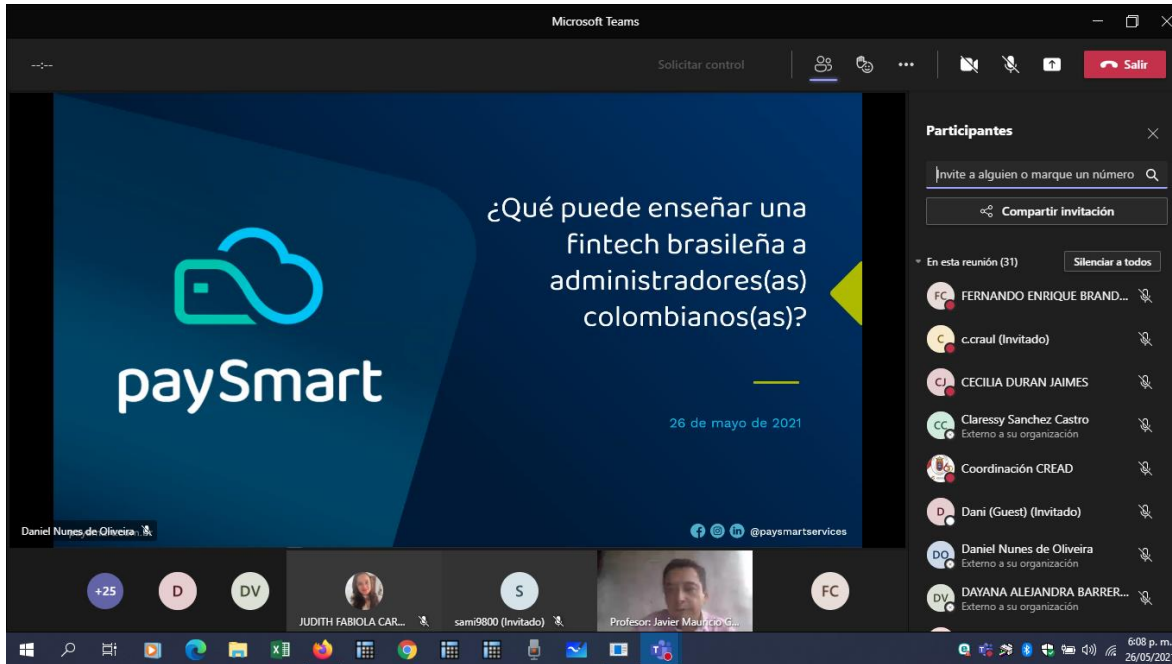 Microsoft Teams
--:--
Solicitar control
Salir
¿Qué puede enseñar una
fintech brasileña a
administradores(as)
colombianos(as)?
paySmart
26 de mayo de 2021
Daniel Nunes de Oliveira
@paysmartservices
Participantes
Invite a alguien o marque un número
Compartir invitación
En esta reunión (31)
Silenciar a todos
FC
FERNANDO ENRIQUE BRAND...
C
c.craul (Invitado)
CJ
CECILIA DURAN JAIMES
CC
Claressy Sanchez Castro
Externo a su organización
Coordinación CREAD
D
Dani (Guest) (Invitado)
DO
Daniel Nunes de Oliveira
Externo a su organización
DV
DAYANA ALEJANDRA BARRER...
Externo a su organización
+25
D
DV
JUDITH FABIOLA CAR...
S
sami9800 (Invitado)
Profesor: Javier Mauricio G...
FC
6:08 p. m.
26/05/202